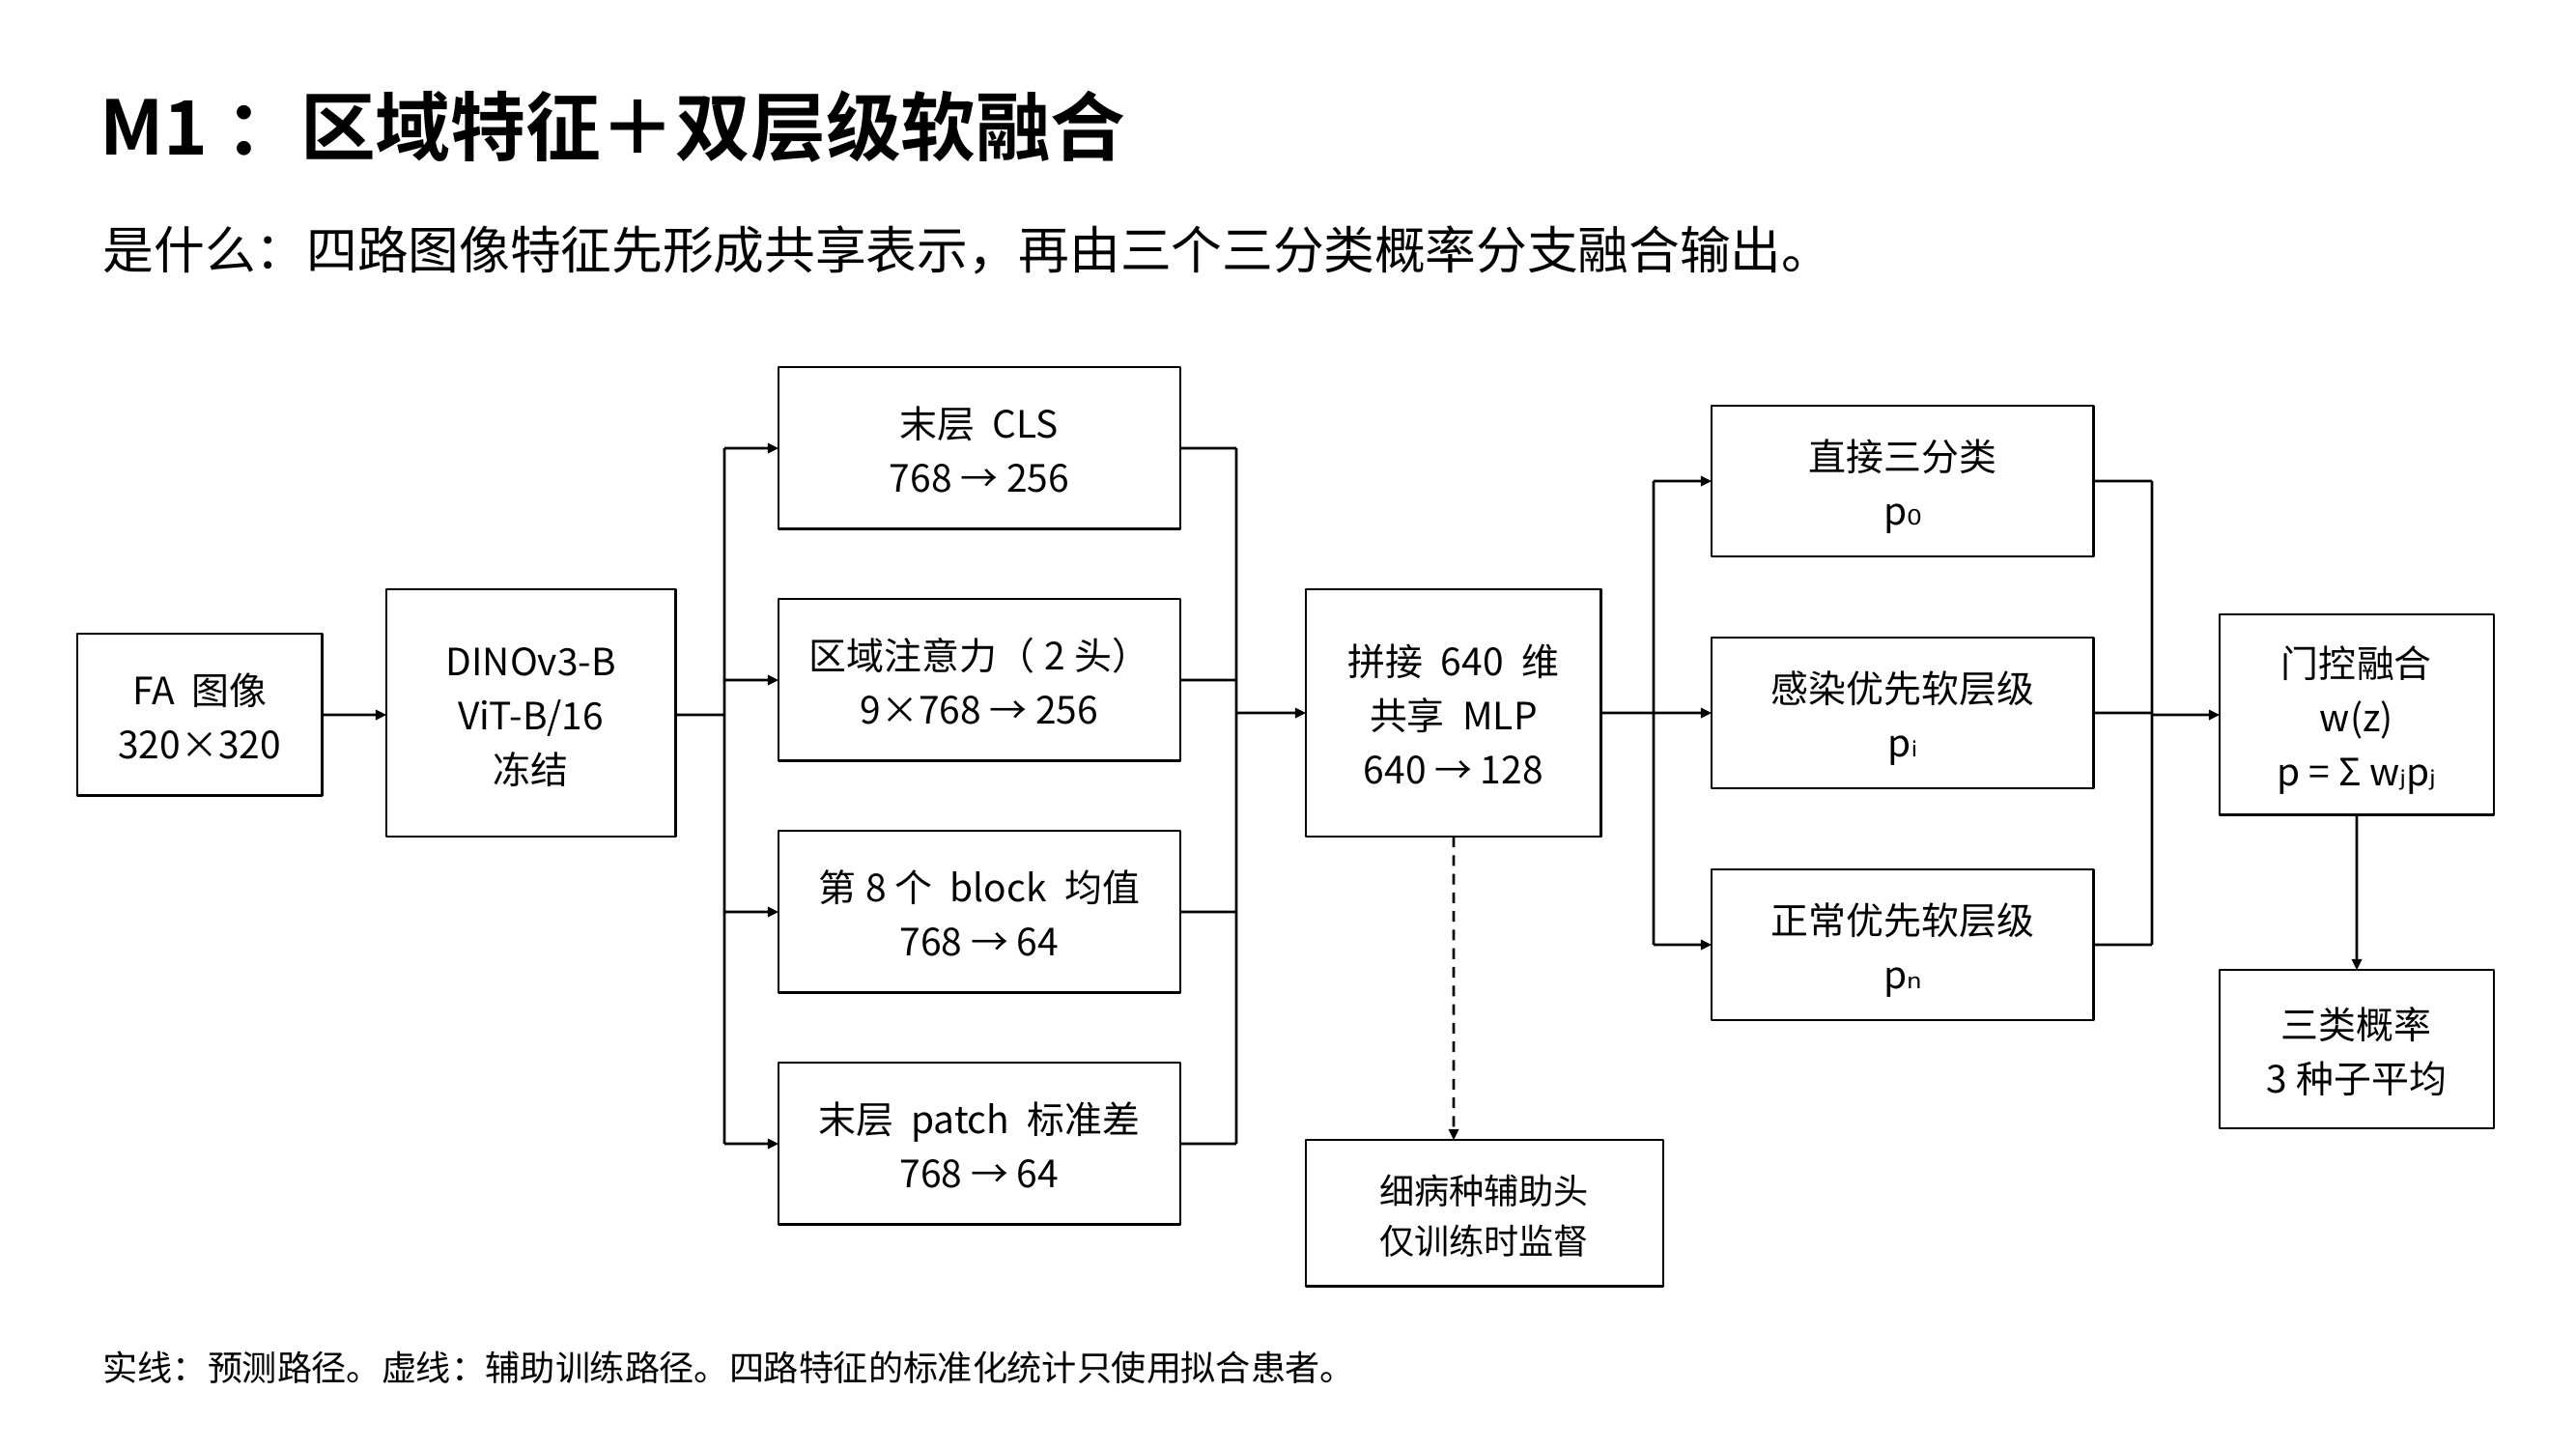 M1：区域特征＋双层级软融合
是什么：四路图像特征先形成共享表示，再由三个三分类概率分支融合输出。
FA 图像
320×320
DINOv3-B
ViT-B/16
冻结
末层 CLS
768→256
区域注意力（2头）
9×768→256
第8个 block 均值
768→64
末层 patch 标准差
768→64
拼接 640 维
共享 MLP
640→128
细病种辅助头
仅训练时监督
直接三分类
p₀
感染优先软层级
pᵢ
正常优先软层级
pₙ
门控融合
w(z)
p = Σ wⱼpⱼ
三类概率
3种子平均
实线：预测路径。虚线：辅助训练路径。四路特征的标准化统计只使用拟合患者。